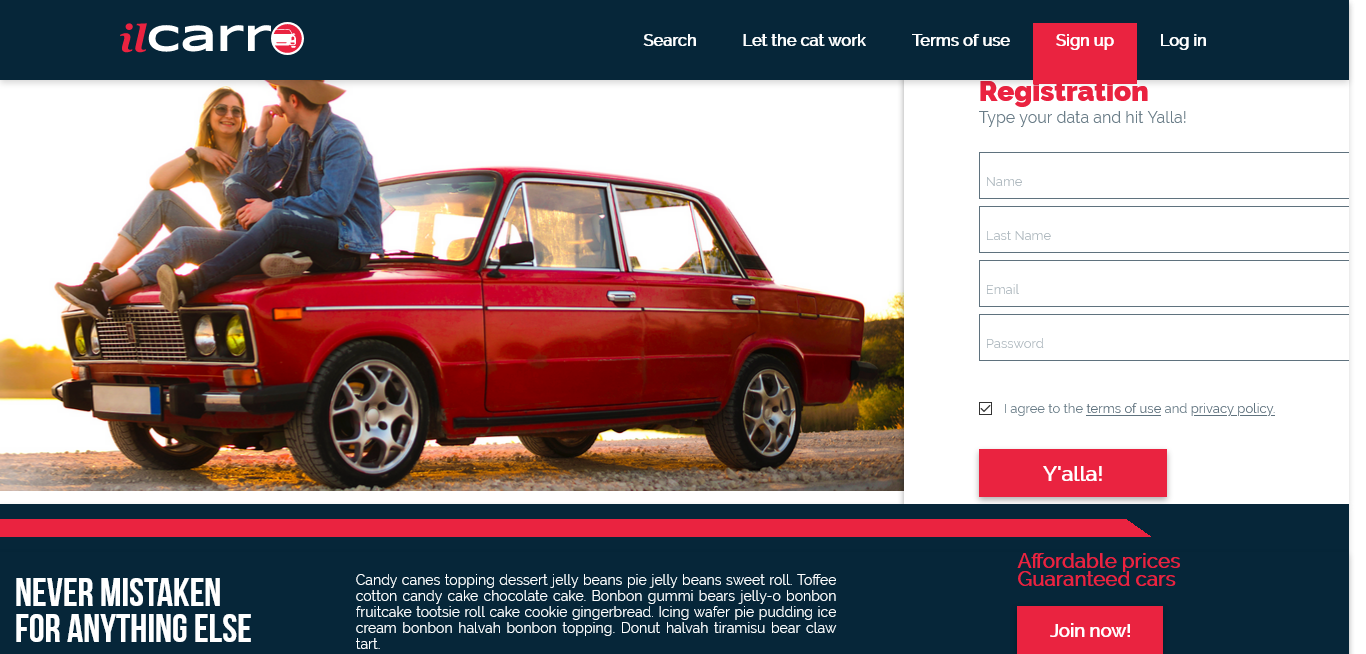 ilcarro
Search Let the cat work Terms of use Sign up Log in
Registration
Type your data and hit Yalla!
Name
Last Name
Email
Password
I agree to the terms of use and privacy policy.
Y'alla!
NEVER MISTAKEN
FOR ANYTHING ELSE
Candy canes topping dessert jelly beans pie jelly beans sweet roll. Toffee
cotton candy cake chocolate cake. Bonbon gummi bears jelly-o bonbon
fruitcake tootsie roll cake cookie gingerbread. Icing wafer pie pudding ice
cream bonbon halvah bonbon topping. Donut halvah tiramisu bear claw
tart.
Affordable prices
Guaranteed cars
Join now!